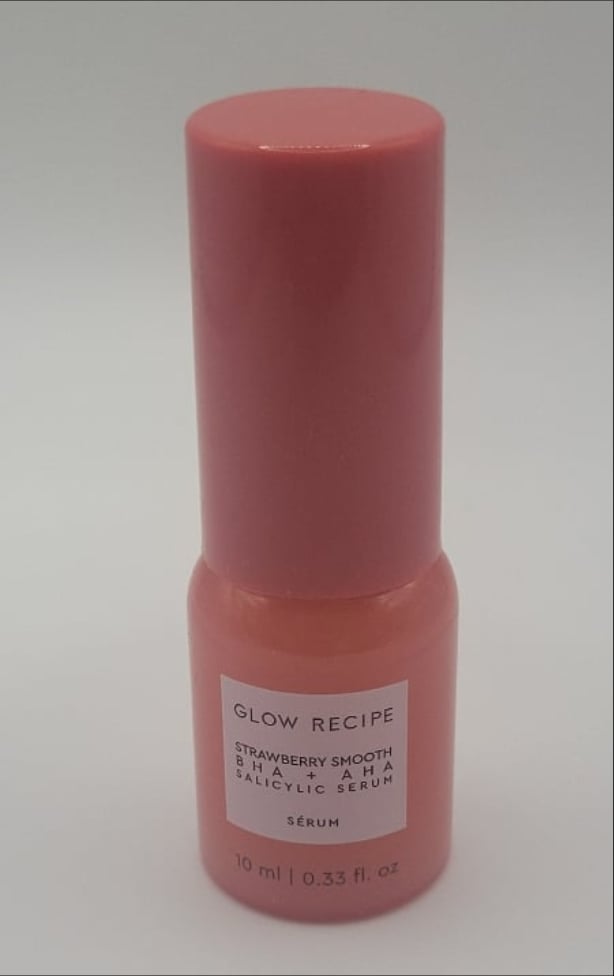 GLOW RECIPE
STRAWBERRY SMOOTH
BHA + AHA
SALICYLIC SERUM
SÉRUM
10 ml | 0.33 fl. oz